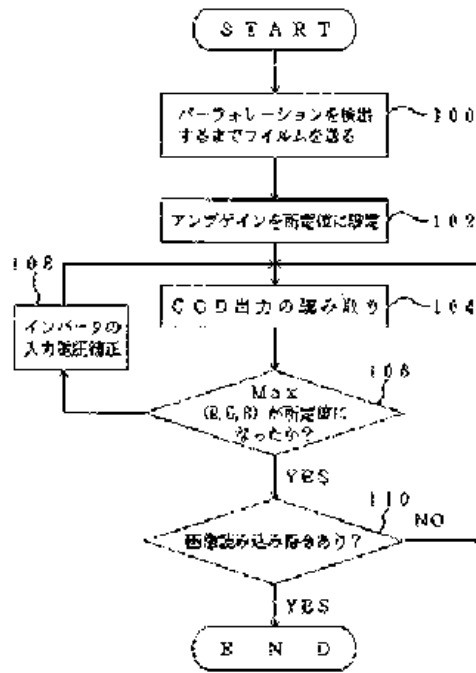 START
パーフォレーションを検出
するまでフイルムを送る
100
アンプゲインを所定値に設定
102
108
インバータの
入力電圧補正
CCD出力の読み取り
104
106
Max
(R,G,B) が所定値に
なったか?
YES
110
NO
画像読み込み指令あり?
YES
END